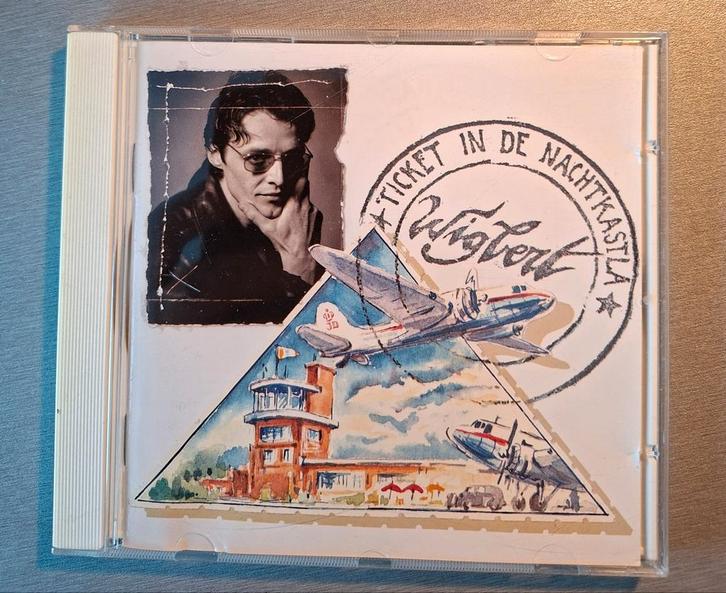 ★ TICKET IN DE NACHTKASTLA ★
Wigbert